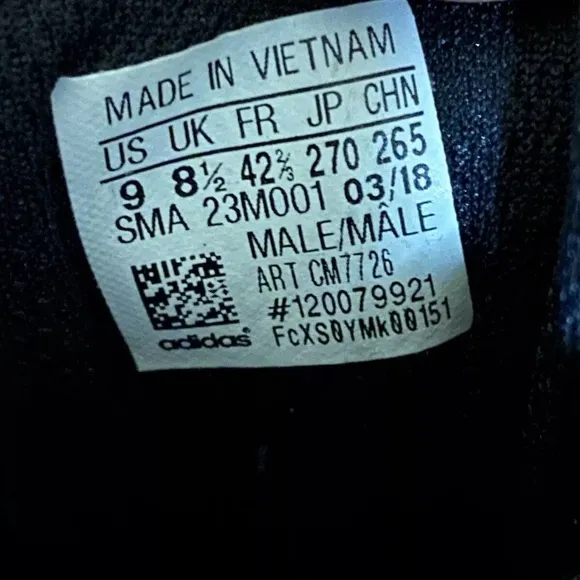 MADE IN VIETNAM
US UK FR JP CHN
9 8½ 42⅔ 270 265
SMA 23M001 03/18
MALE/MÂLE
ART CM7726
#120079921
adidas® FcXS0YMk00151